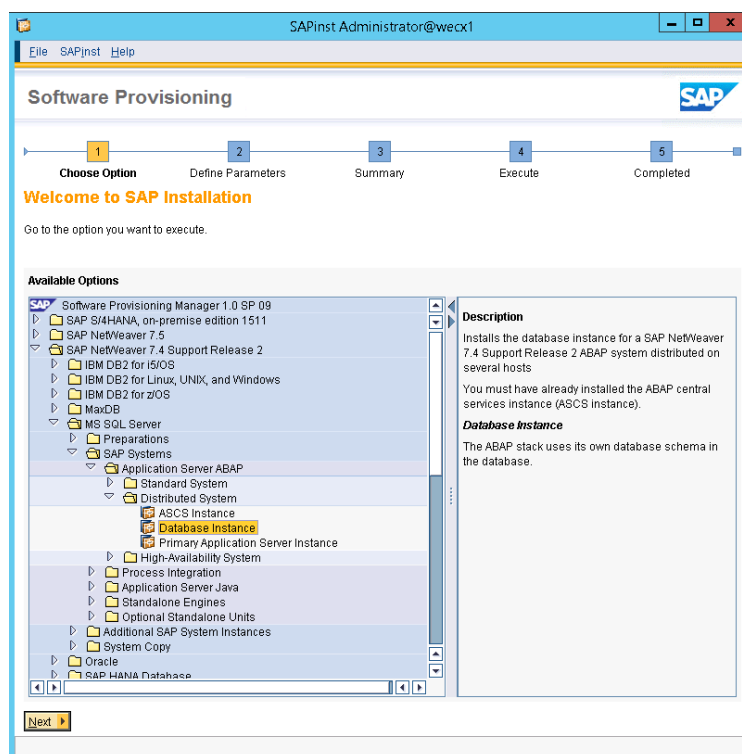 SAPinst Administrator@wecx1
File SAPinst Help
Software Provisioning
SAP
1 2 3 4 5
Choose Option Define Parameters Summary Execute Completed
Welcome to SAP Installation
Go to the option you want to execute.
Available Options
SAP Software Provisioning Manager 1.0 SP 09
SAP S/4HANA, on-premise edition 1511
SAP NetWeaver 7.5
SAP NetWeaver 7.4 Support Release 2
IBM DB2 for i5/OS
IBM DB2 for Linux, UNIX, and Windows
IBM DB2 for z/OS
MaxDB
MS SQL Server
Preparations
SAP Systems
Application Server ABAP
Standard System
Distributed System
ASCS Instance
Database Instance
Primary Application Server Instance
High-Availability System
Process Integration
Application Server Java
Standalone Engines
Optional Standalone Units
Additional SAP System Instances
System Copy
Oracle
SAP HANA Database
Description
Installs the database instance for a SAP NetWeaver
7.4 Support Release 2 ABAP system distributed on
several hosts
You must have already installed the ABAP central
services instance (ASCS instance).
Database Instance
The ABAP stack uses its own database schema in
the database.
Next